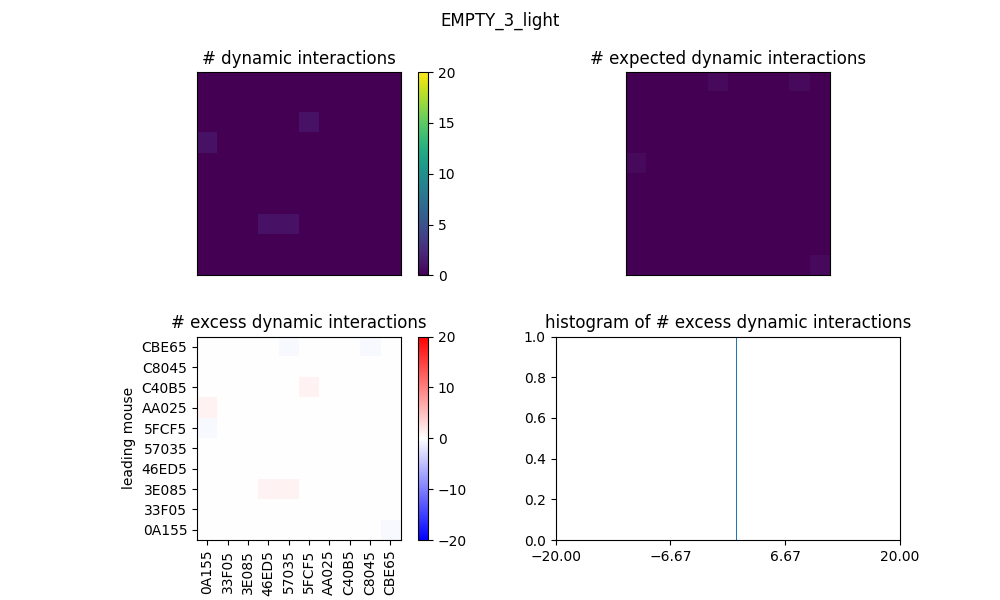 EMPTY_3_light
# dynamic interactions
# expected dynamic interactions
20
15
10
5
0
# excess dynamic interactions
histogram of # excess dynamic interactions
leading mouse
CBE65
C8045
C40B5
AA025
5FCF5
57035
46ED5
3E085
33F05
0A155
0A155
33F05
3E085
46ED5
57035
5FCF5
AA025
C40B5
C8045
CBE65
20
10
0
−10
−20
1.0
0.8
0.6
0.4
0.2
0.0
−20.00
−6.67
6.67
20.00